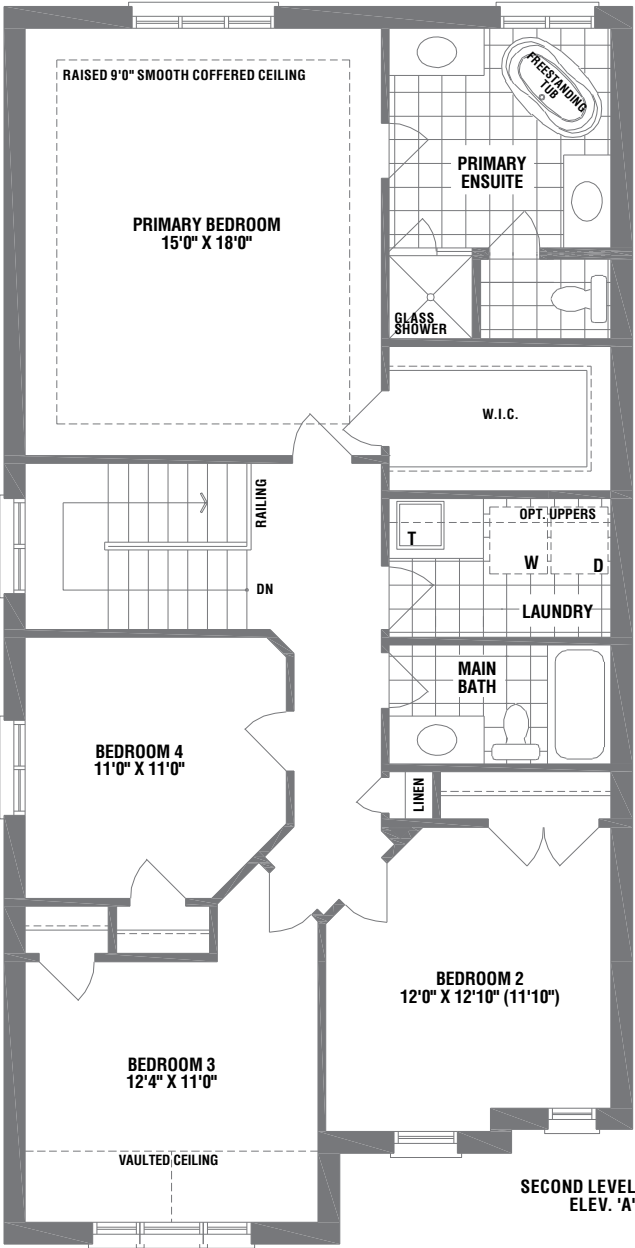 RAISED 9'0" SMOOTH COFFERED CEILING
FREESTANDING
TUB
PRIMARY
ENSUITE
PRIMARY BEDROOM
15'0" X 18'0"
GLASS
SHOWER
W.I.C.
RAILING
OPT. UPPERS
T
W
D
DN
LAUNDRY
MAIN
BATH
BEDROOM 4
11'0" X 11'0"
LINEN
BEDROOM 2
12'0" X 12'10" (11'10")
BEDROOM 3
12'4" X 11'0"
VAULTED CEILING
SECOND LEVEL
ELEV. 'A'